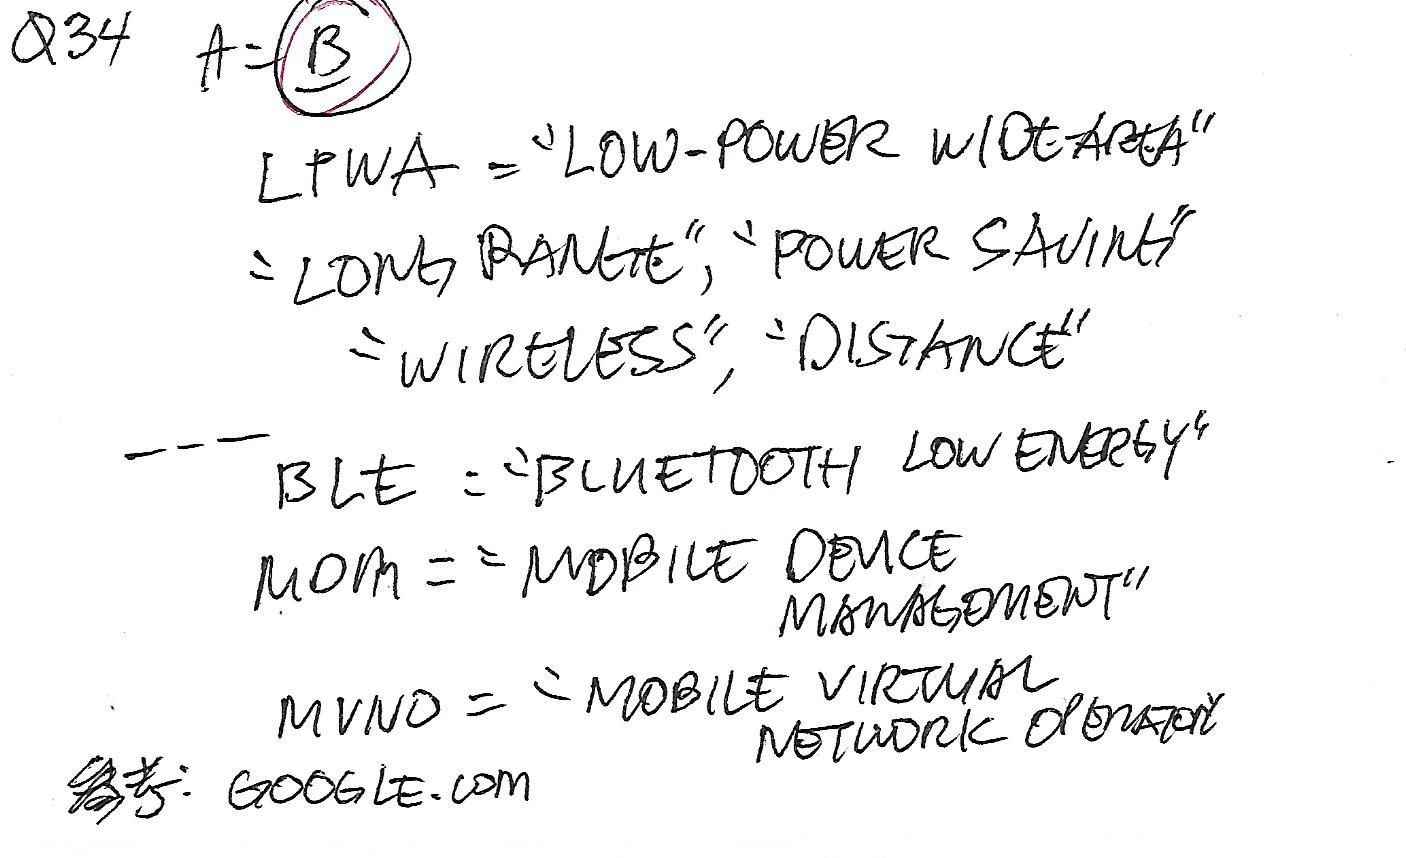 Q34 A = B
LPWA = "LOW-POWER WIDE AREA"
"LONG RANGE", "POWER SAVING"
"WIRELESS", "DISTANCE"
---
BLE = "BLUETOOTH LOW ENERGY"
MDM = "MOBILE DEVICE
MANAGEMENT"
MVNO = "MOBILE VIRTUAL
NETWORK OPERATOR
参考: GOOGLE.com